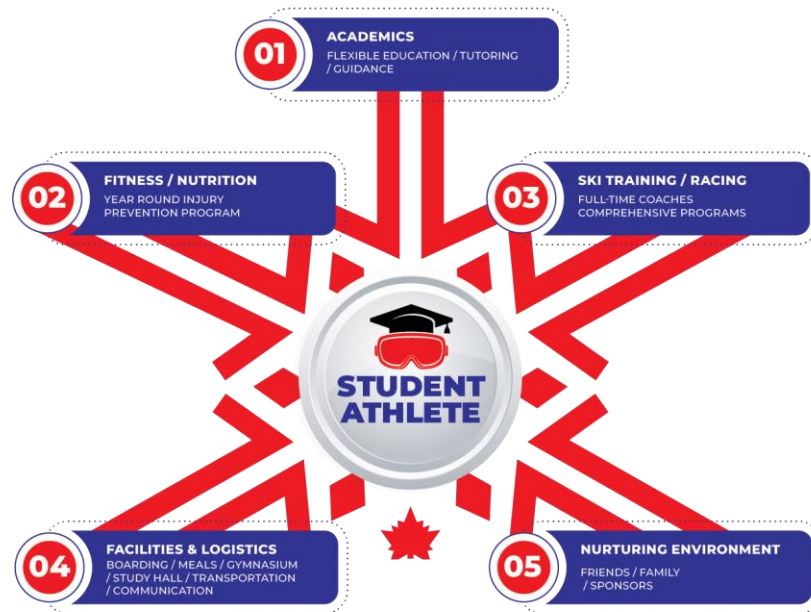 01
ACADEMICS
FLEXIBLE EDUCATION / TUTORING
/ GUIDANCE
02
FITNESS / NUTRITION
YEAR ROUND INJURY
PREVENTION PROGRAM
03
SKI TRAINING / RACING
FULL-TIME COACHES
COMPREHENSIVE PROGRAMS
STUDENT
ATHLETE
04
FACILITIES & LOGISTICS
BOARDING / MEALS / GYMNASIUM
/ STUDY HALL / TRANSPORTATION
/ COMMUNICATION
05
NURTURING ENVIRONMENT
FRIENDS / FAMILY
/ SPONSORS